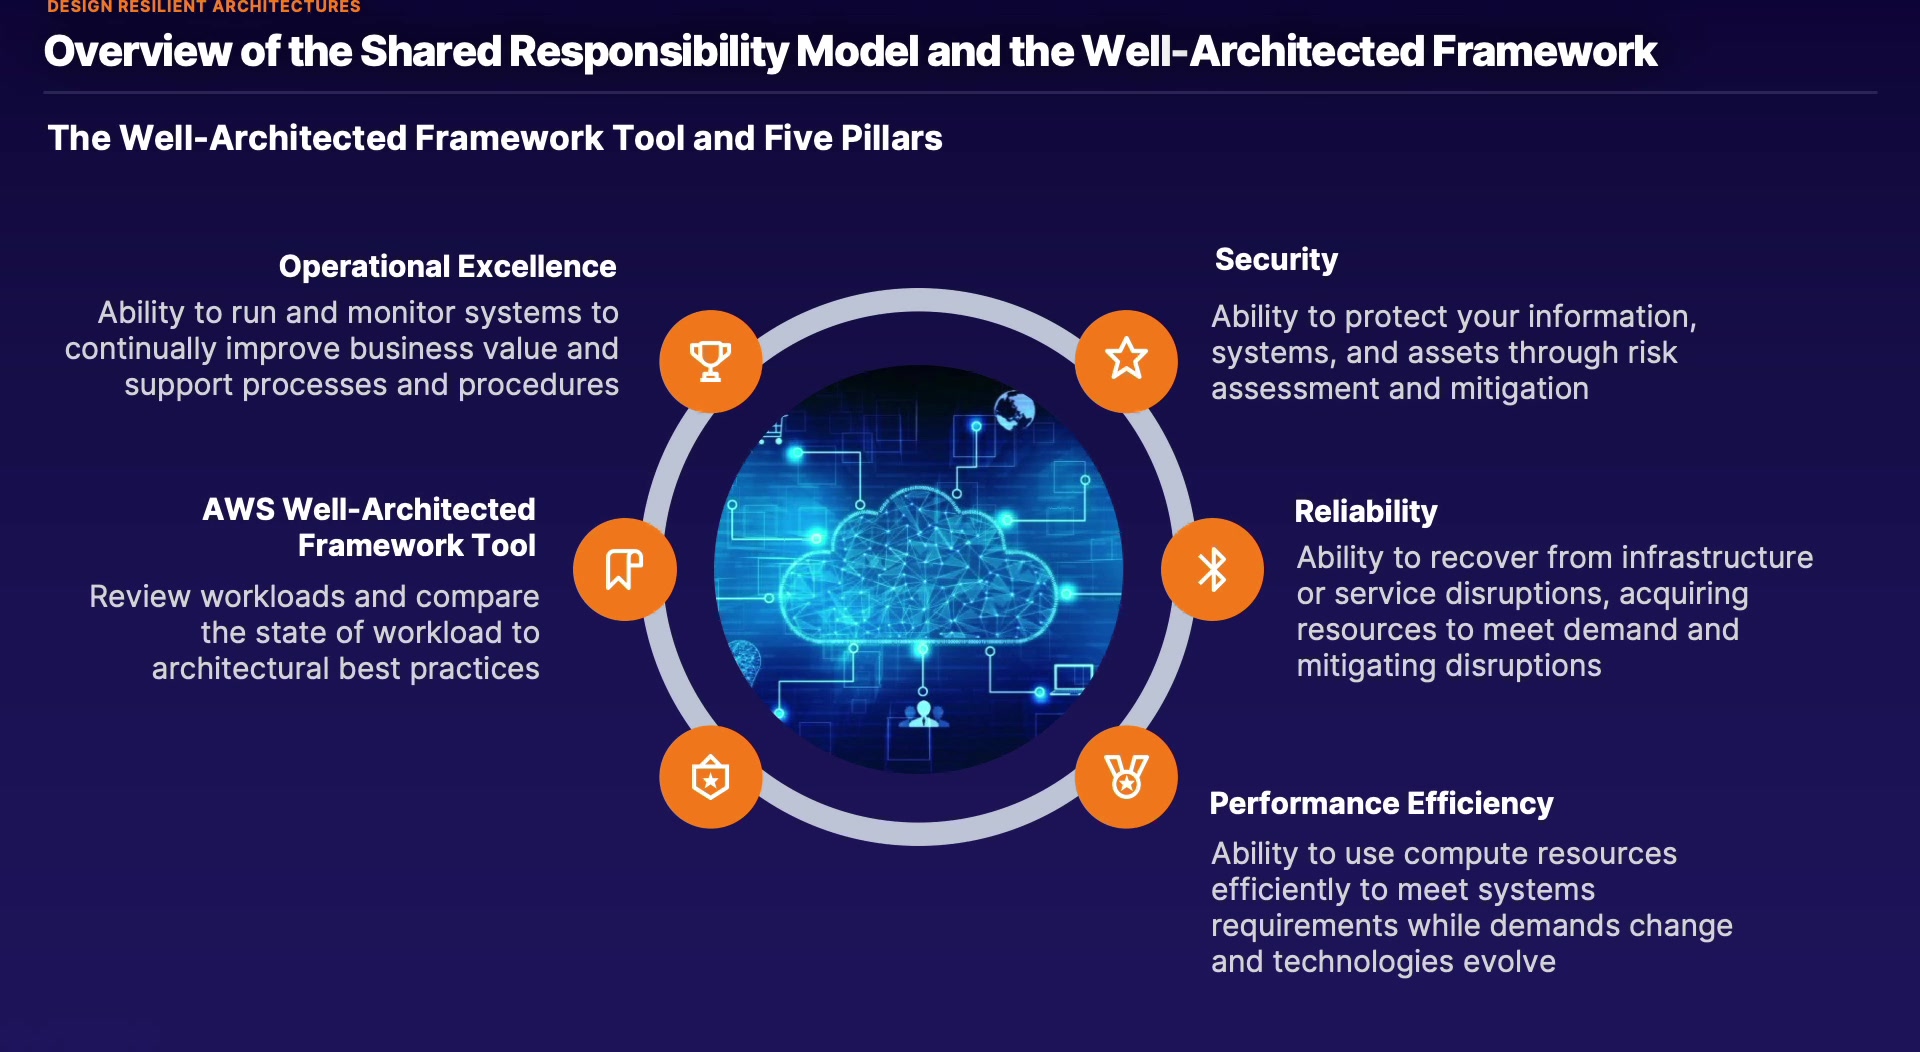 DESIGN RESILIENT ARCHITECTURES
Overview of the Shared Responsibility Model and the Well-Architected Framework
The Well-Architected Framework Tool and Five Pillars
Operational Excellence
Ability to run and monitor systems to
continually improve business value and
support processes and procedures
Security
Ability to protect your information,
systems, and assets through risk
assessment and mitigation
AWS Well-Architected
Framework Tool
Review workloads and compare
the state of workload to
architectural best practices
Reliability
Ability to recover from infrastructure
or service disruptions, acquiring
resources to meet demand and
mitigating disruptions
Performance Efficiency
Ability to use compute resources
efficiently to meet systems
requirements while demands change
and technologies evolve